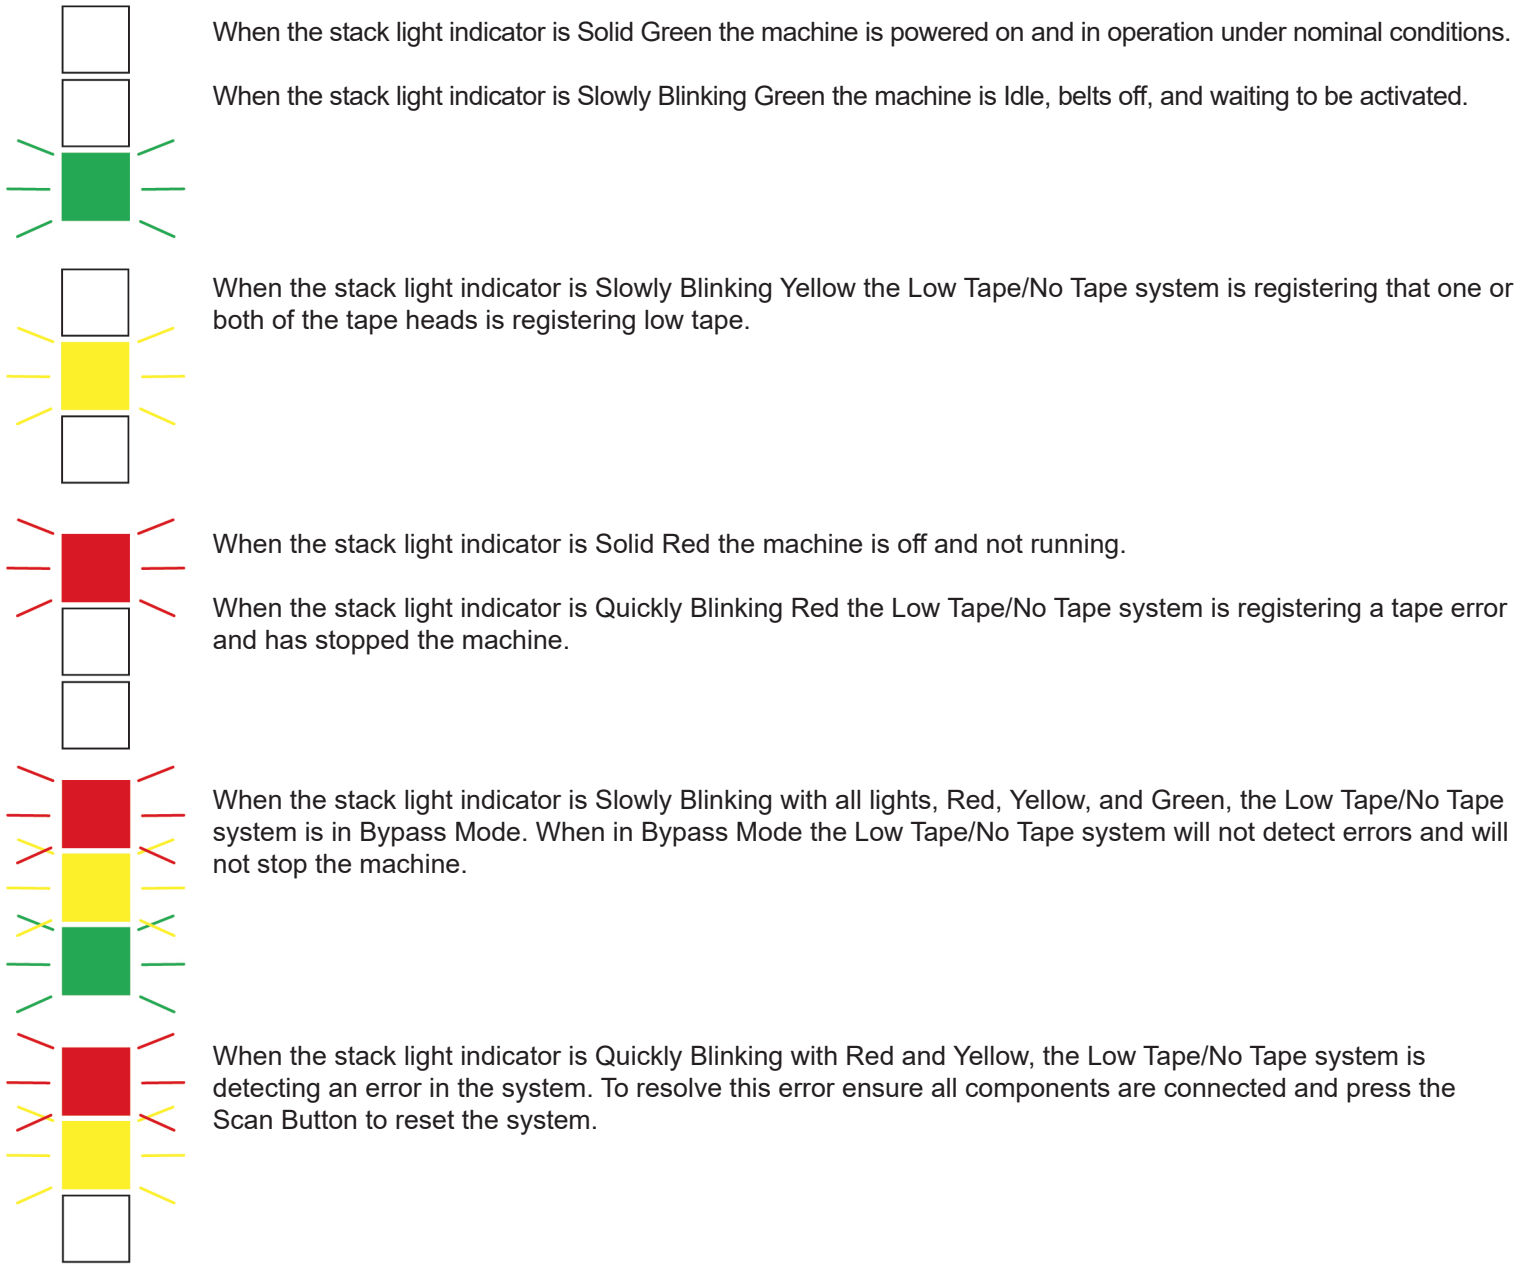 When the stack light indicator is Solid Green the machine is powered on and in operation under nominal conditions.
When the stack light indicator is Slowly Blinking Green the machine is Idle, belts off, and waiting to be activated.
When the stack light indicator is Slowly Blinking Yellow the Low Tape/No Tape system is registering that one or
both of the tape heads is registering low tape.
When the stack light indicator is Solid Red the machine is off and not running.
When the stack light indicator is Quickly Blinking Red the Low Tape/No Tape system is registering a tape error
and has stopped the machine.
When the stack light indicator is Slowly Blinking with all lights, Red, Yellow, and Green, the Low Tape/No Tape
system is in Bypass Mode. When in Bypass Mode the Low Tape/No Tape system will not detect errors and will
not stop the machine.
When the stack light indicator is Quickly Blinking with Red and Yellow, the Low Tape/No Tape system is
detecting an error in the system. To resolve this error ensure all components are connected and press the
Scan Button to reset the system.